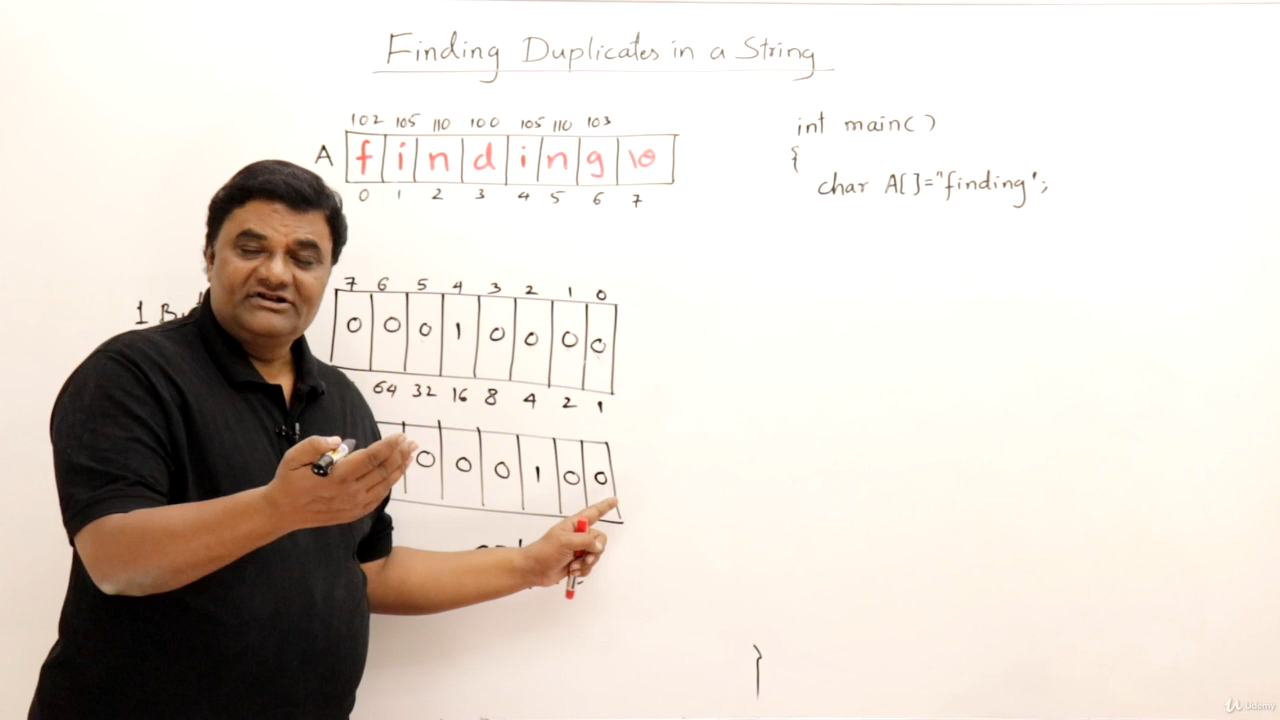 Finding Duplicates in a String
102 105 110 100 105 110 103
A f i n d i n g \0
0 1 2 3 4 5 6 7
int main()
{
char A[]="finding";
7 6 5 4 3 2 1 0
1
0 0 0 1 0 0 0 0
64 32 16 8 4 2 1
0 0 0 1 0 0
}
Udemy